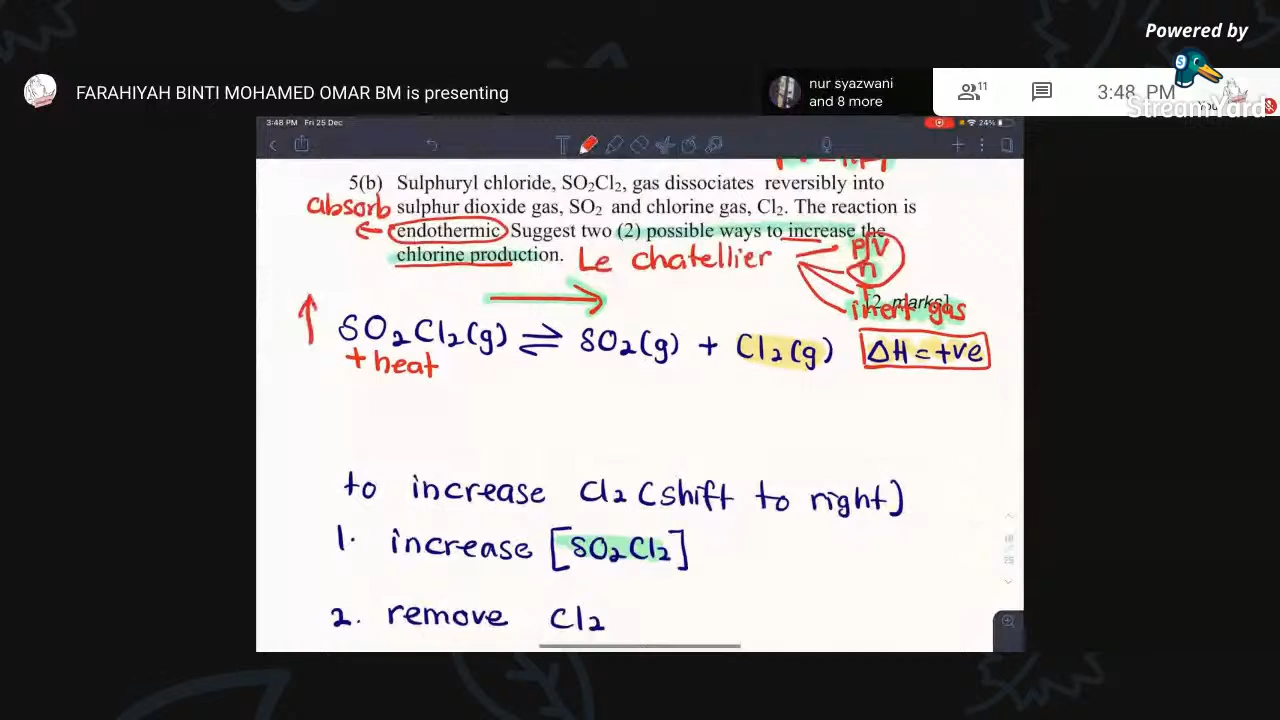 Powered by
FARAHIYAH BINTI MOHAMED OMAR BM is presenting
nur syazwani
and 8 more
11
3:48 PM
You
StreamYard
3:48 PM Fri 25 Dec
24%
5(b) Sulphuryl chloride, SO₂Cl₂, gas dissociates reversibly into
absorb sulphur dioxide gas, SO₂ and chlorine gas, Cl₂. The reaction is
← endothermic. Suggest two (2) possible ways to increase the
chlorine production.
Le chatellier
P/V
n
T
[2 marks]
inert gas
↑ SO₂Cl₂(g) ⇌ SO₂(g) + Cl₂(g) ΔH = +ve
+ heat
to increase Cl₂ (shift to right)
1. increase [SO₂Cl₂]
2. remove Cl₂